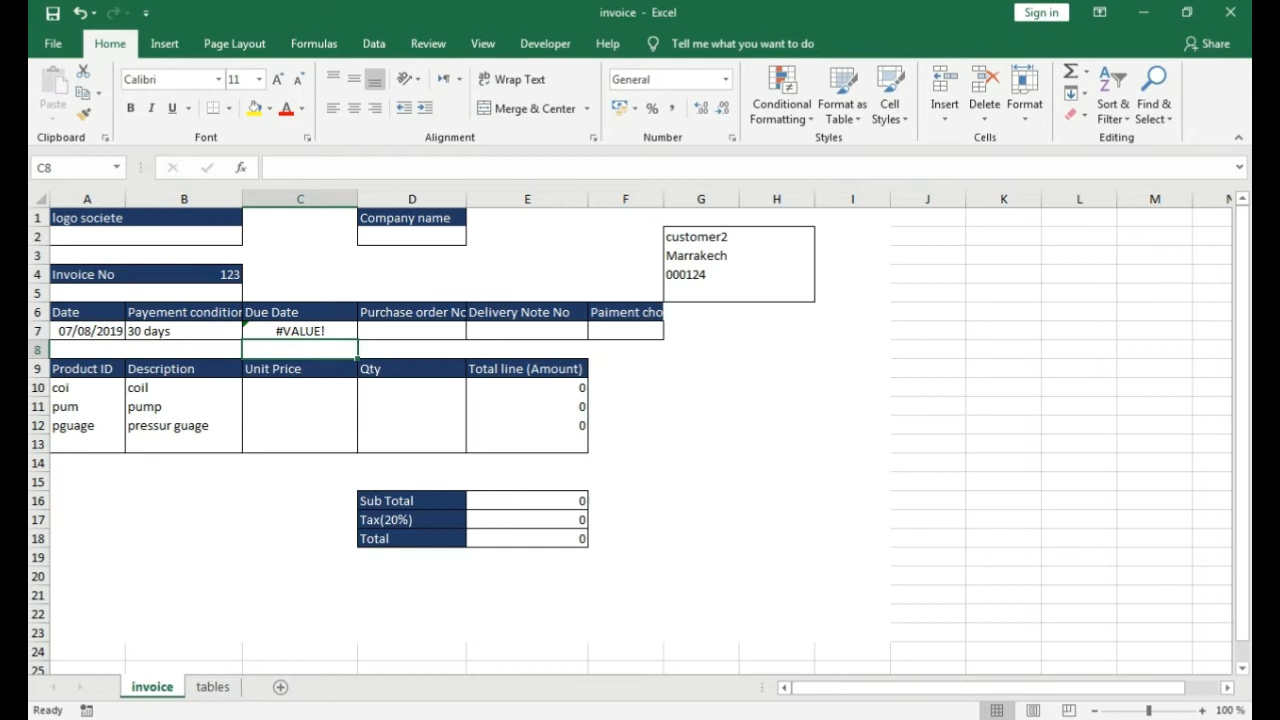 invoice - Excel
Sign in
File Home Insert Page Layout Formulas Data Review View Developer Help Tell me what you want to do Share
Paste
Calibri 11
B I U
Wrap Text
Merge & Center
General
Conditional Formatting
Format as Table
Cell Styles
Insert
Delete
Format
Sort & Filter
Find & Select
Clipboard Font Alignment Number Styles Cells Editing
C8 fx
A B C D E F G H I J K L M N
1 logo societe Company name
2 customer2
3 Marrakech
4 Invoice No 123 000124
5
6 Date Payement condition Due Date Purchase order No Delivery Note No Paiment cho
7 07/08/2019 30 days #VALUE!
8
9 Product ID Description Unit Price Qty Total line (Amount)
10 coi coil 0
11 pum pump 0
12 pguage pressur guage 0
13
14
15
16 Sub Total 0
17 Tax(20%) 0
18 Total 0
19
20
21
22
23
24
25
invoice tables
Ready 100 %